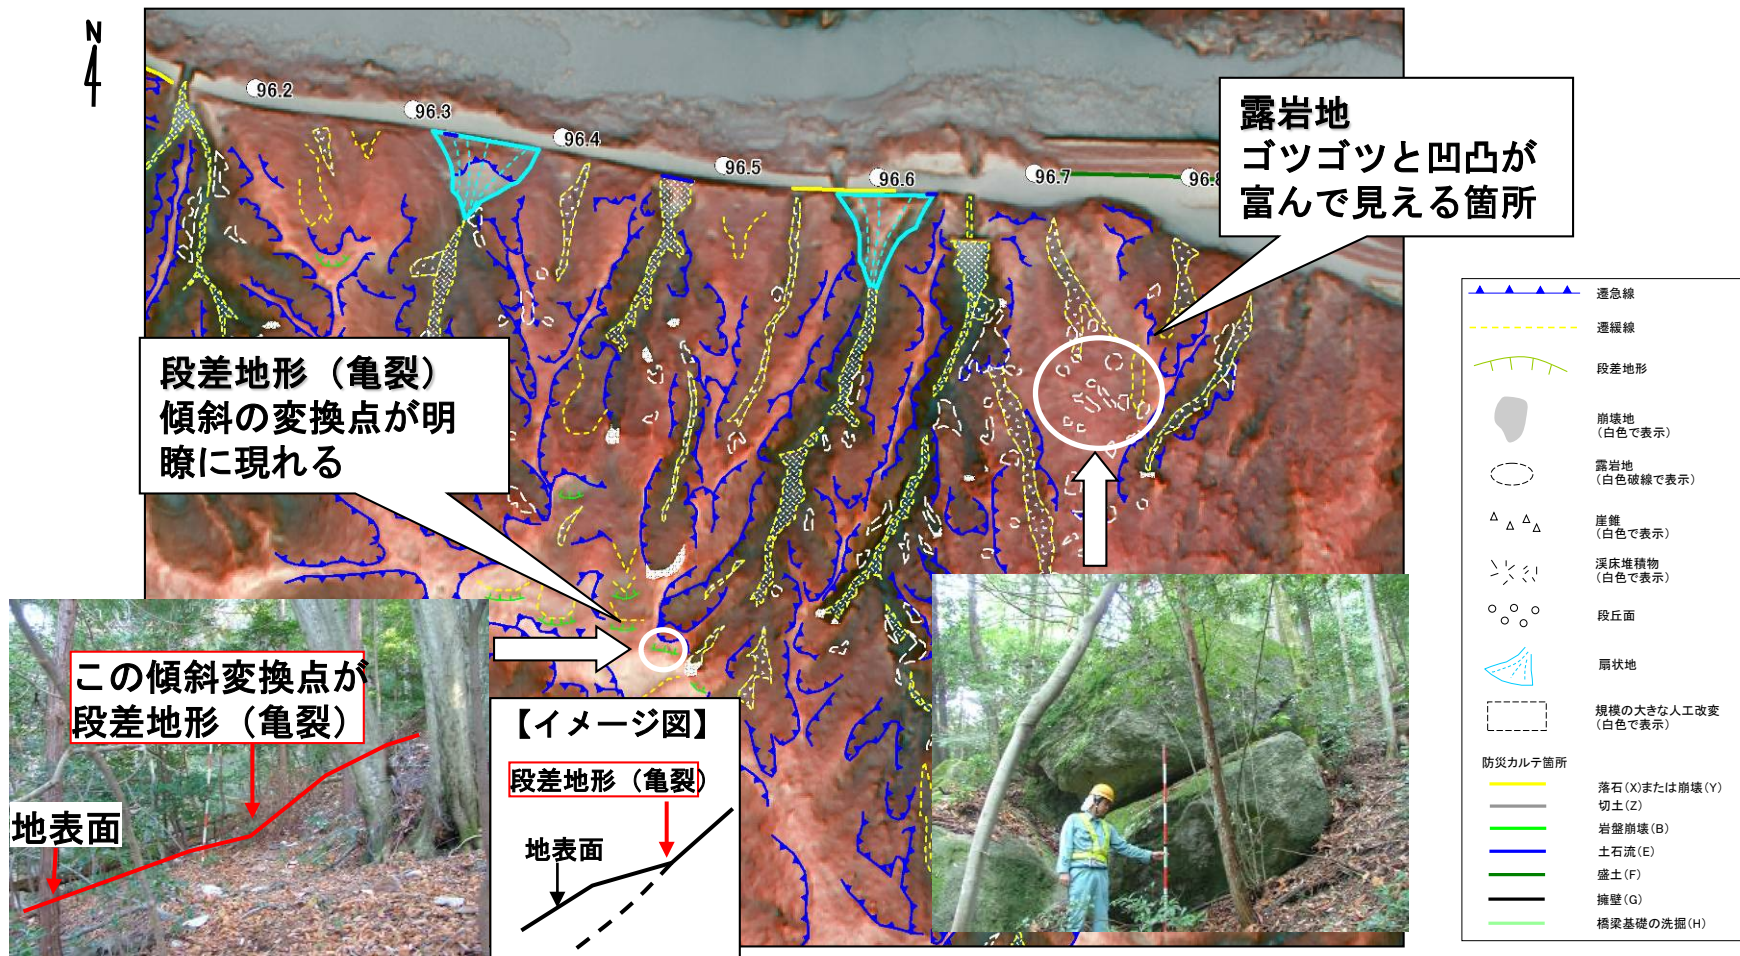 N
96.2
96.3
96.4
96.5
96.6
96.7
96.8
露岩地
ゴツゴツと凹凸が
富んで見える箇所
段差地形（亀裂）
傾斜の変換点が明
瞭に現れる
この傾斜変換点が
段差地形（亀裂）
地表面
【イメージ図】
段差地形（亀裂）
地表面
遷急線
遷緩線
段差地形
崩壊地
（白色で表示）
露岩地
（白色破線で表示）
崖錐
（白色で表示）
渓床堆積物
（白色で表示）
段丘面
扇状地
規模の大きな人工改変
（白色で表示）
防災カルテ箇所
落石(X)または崩壊(Y)
切土(Z)
岩盤崩壊(B)
土石流(E)
盛土(F)
擁壁(G)
橋梁基礎の洗掘(H)